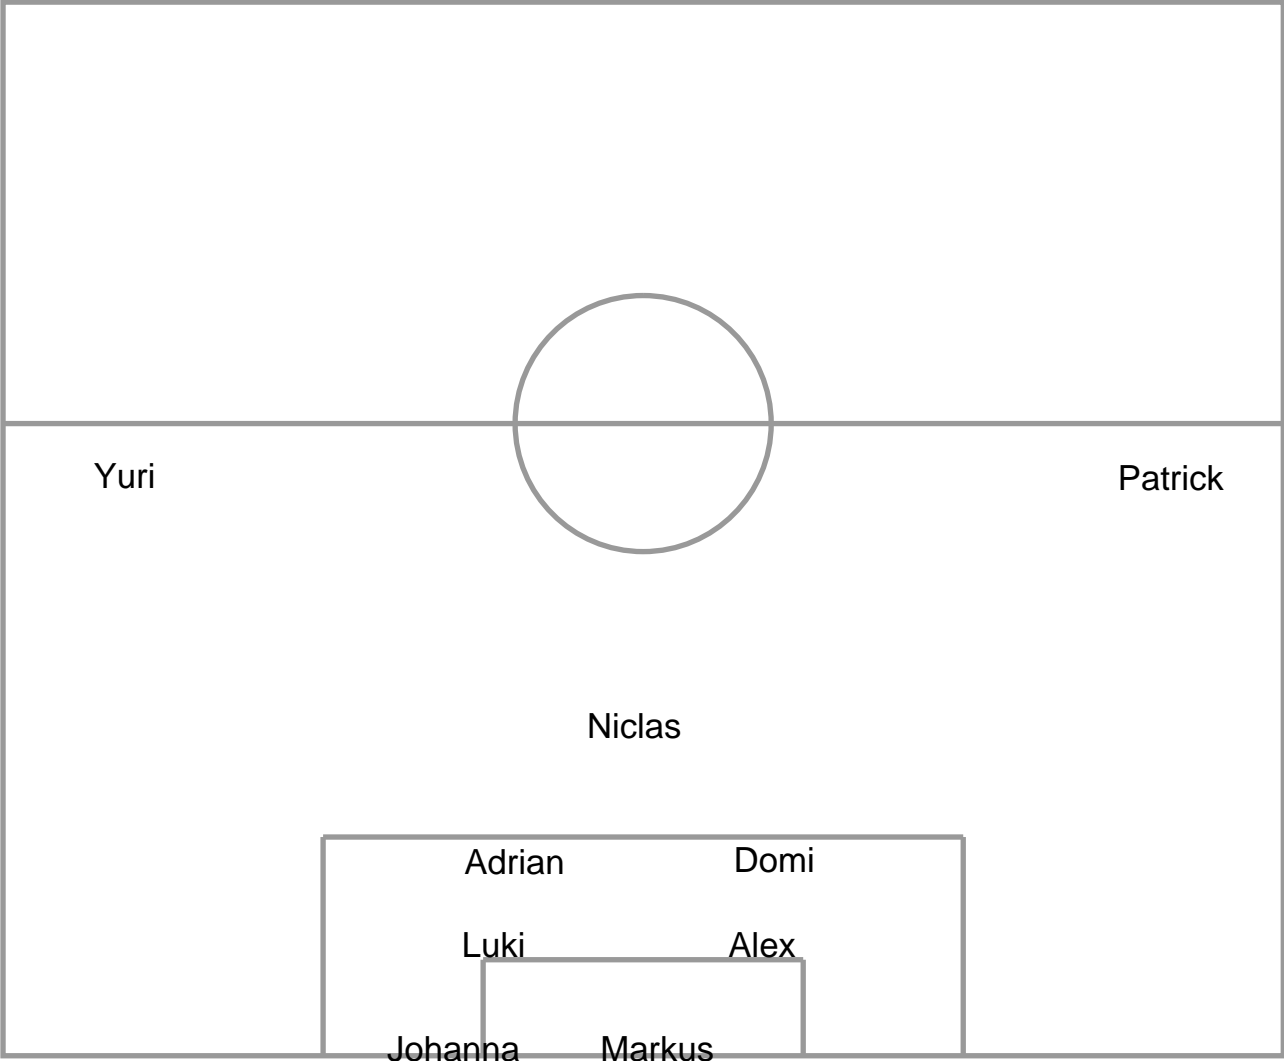 Yuri
Patrick
Niclas
Adrian
Domi
Luki
Alex
Johanna
Markus